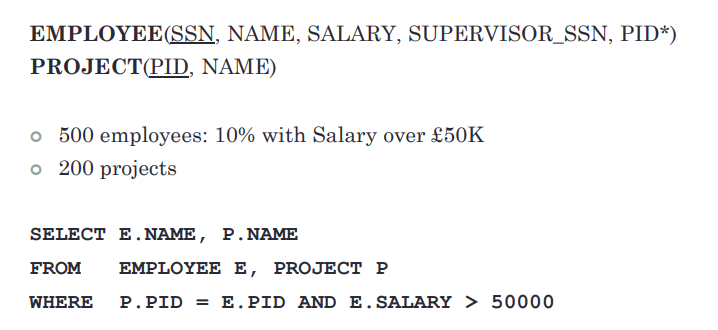 EMPLOYEE(SSN, NAME, SALARY, SUPERVISOR_SSN, PID*)
PROJECT(PID, NAME)
500 employees: 10% with Salary over £50K
200 projects
SELECT E.NAME, P.NAME
FROM EMPLOYEE E, PROJECT P
WHERE P.PID = E.PID AND E.SALARY > 50000